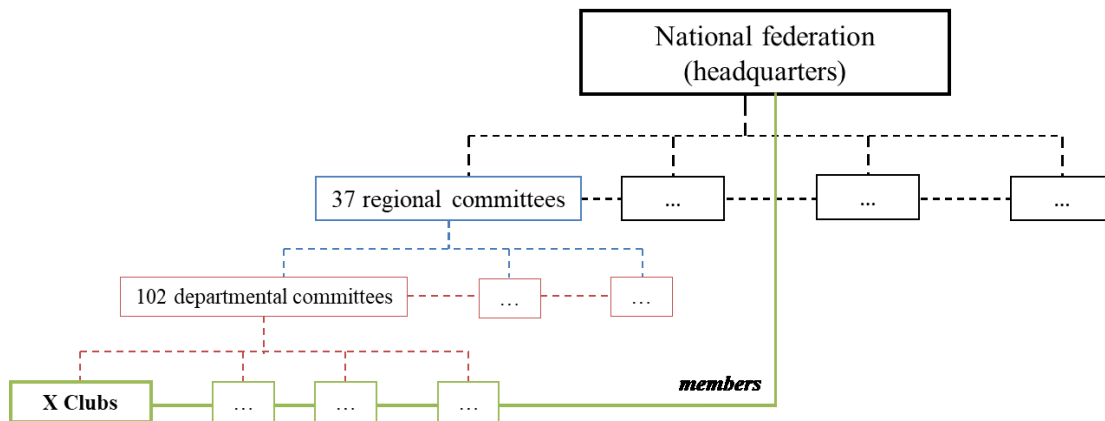 National federation
(headquarters)
37 regional committees
...
...
...
102 departmental committees
…
…
members
X Clubs
…
…
…